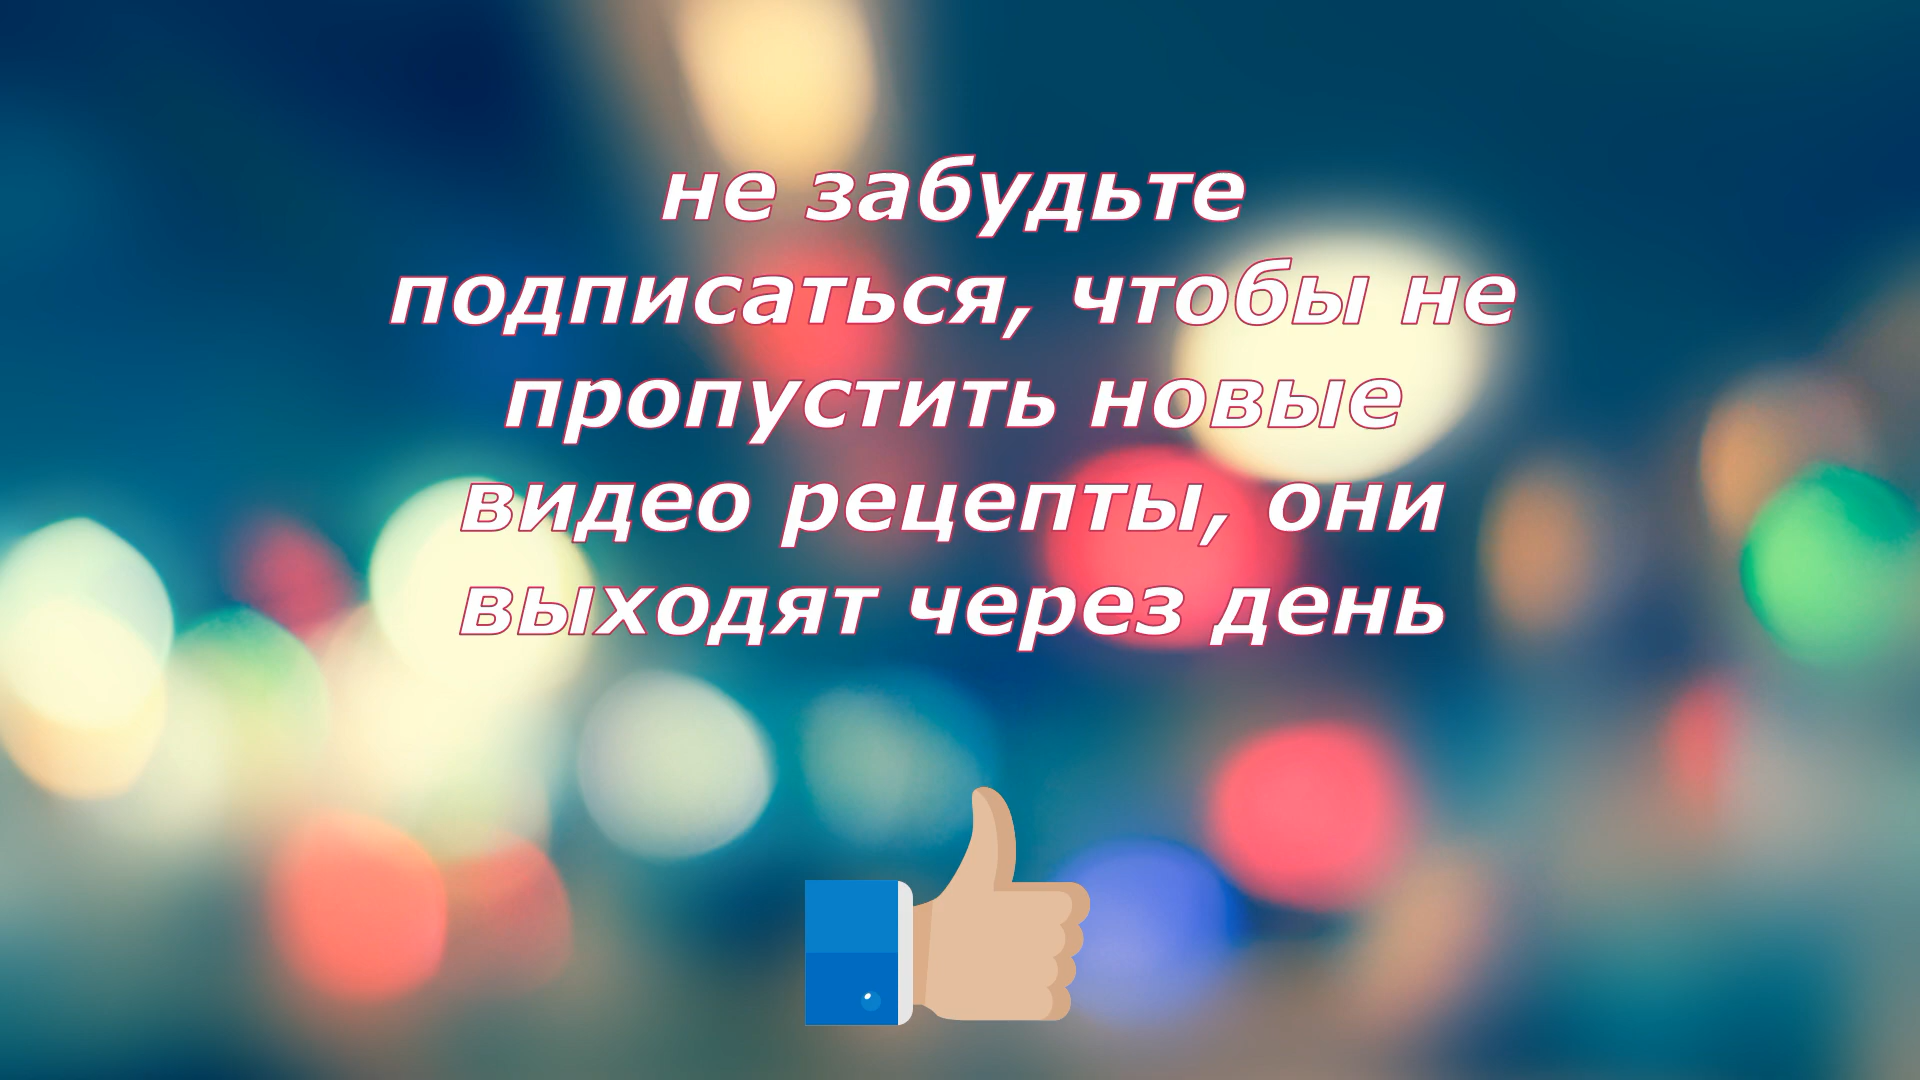 не забудьте
подписаться, чтобы не
пропустить новые
видео рецепты, они
выходят через день